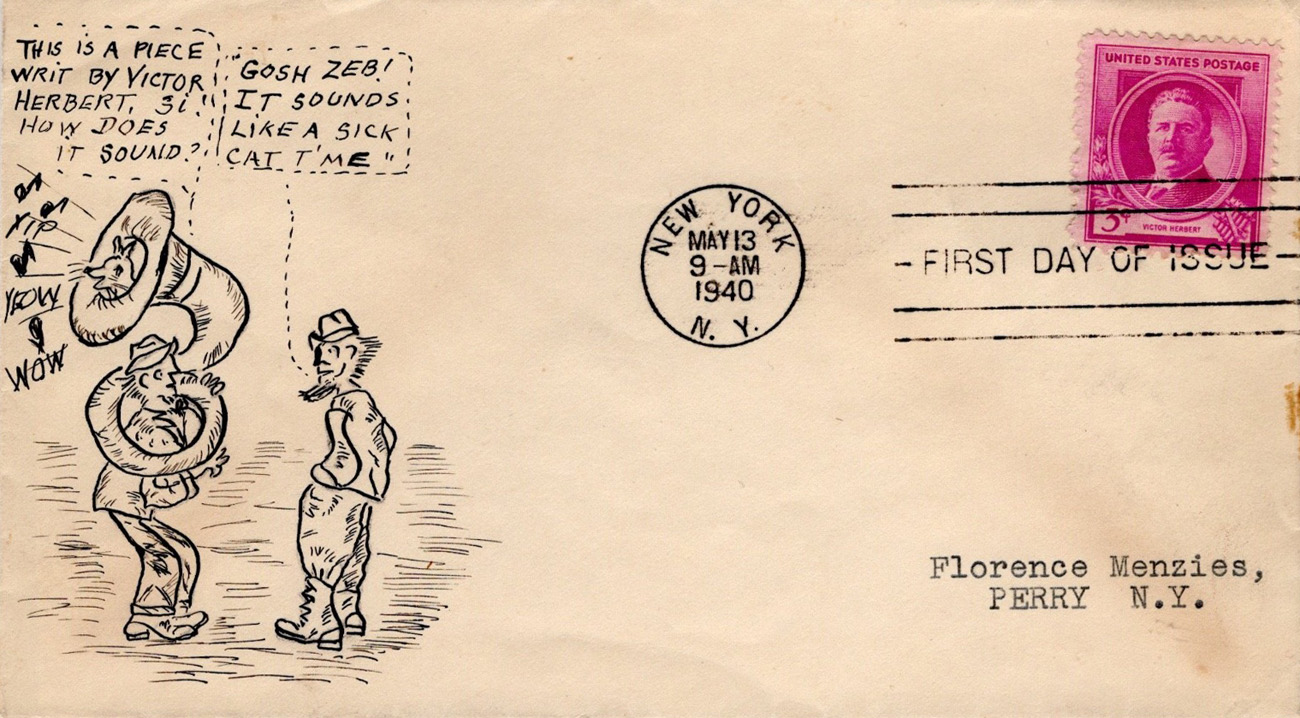 THIS IS A PIECE
WRIT BY VICTOR
HERBERT, Si"
HOW DOES
IT SOUND?
"GOSH ZEB!
IT SOUNDS
LIKE A SICK
CAT T'ME"
YEOW
WOW
NEW YORK
MAY 13
9-AM
1940
N. Y.
UNITED STATES POSTAGE
3¢
VICTOR HERBERT
FIRST DAY OF ISSUE
Florence Menzies,
PERRY N.Y.